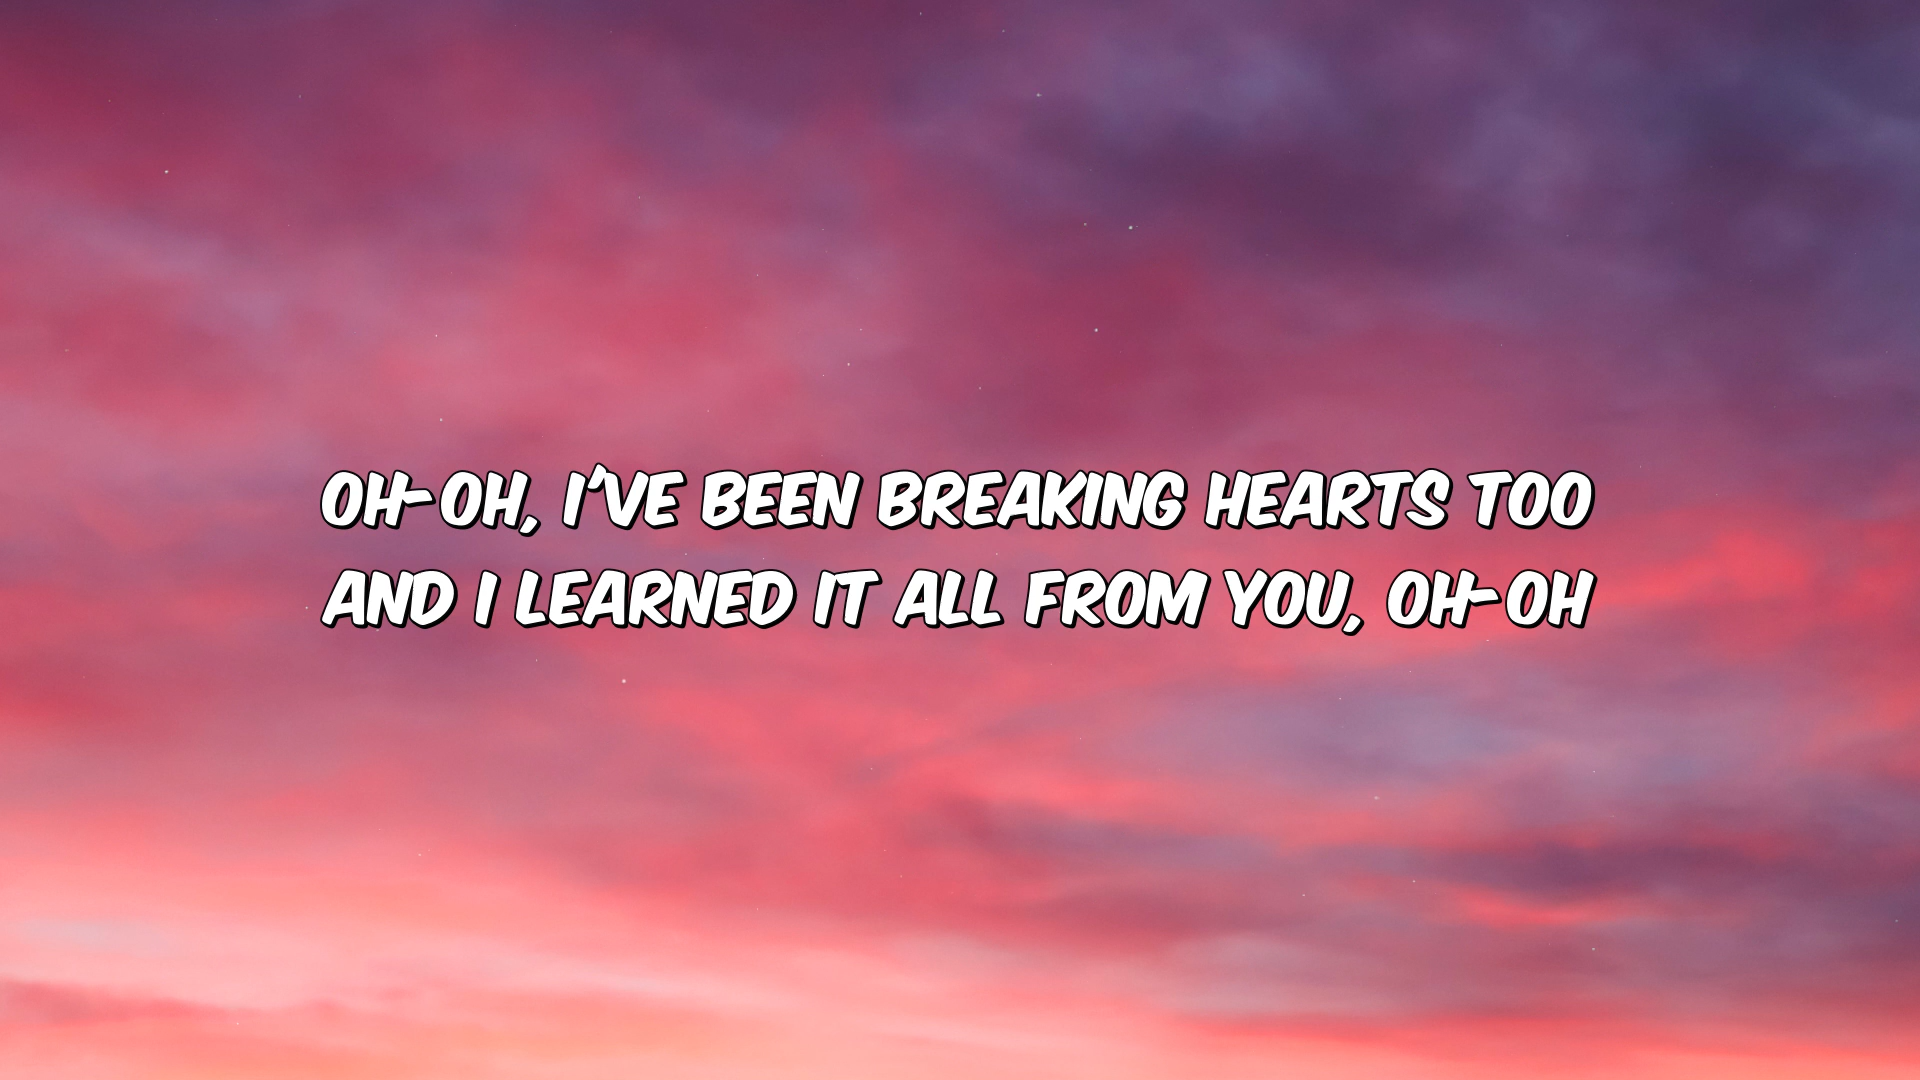 OH-OH, I'VE BEEN BREAKING HEARTS TOO
AND I LEARNED IT ALL FROM YOU, OH-OH